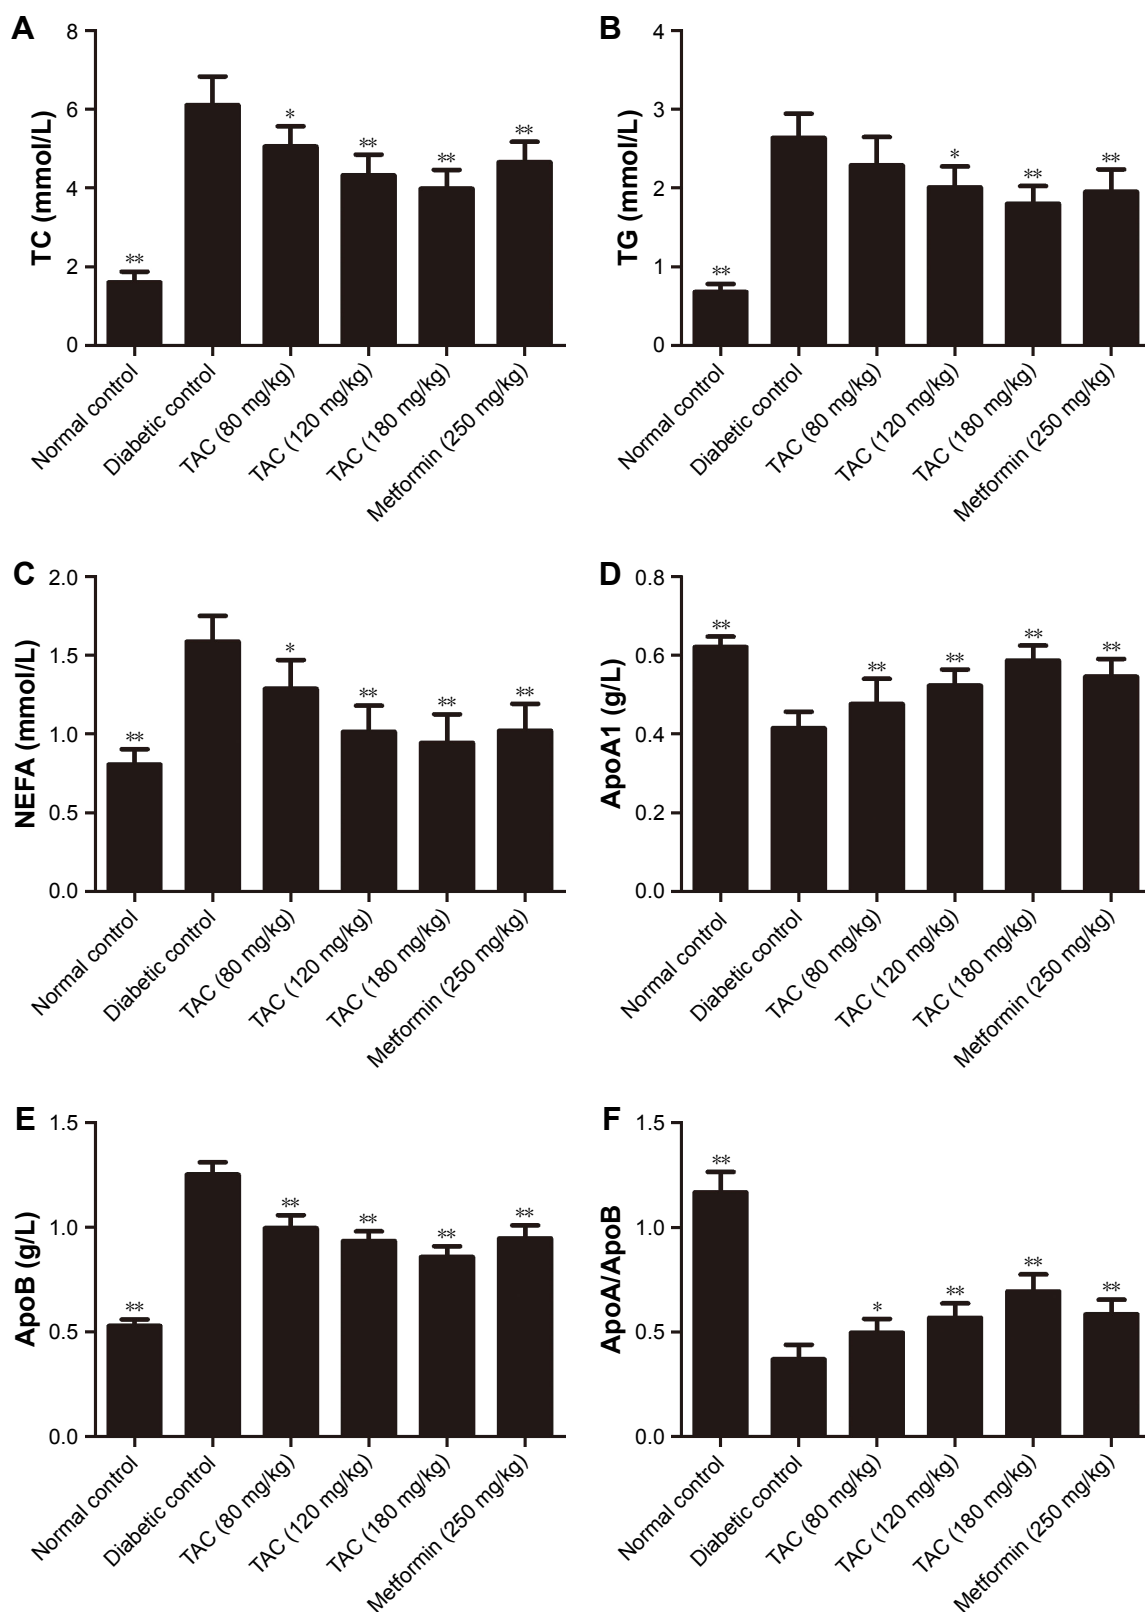 A
TC (mmol/L)
8
6
4
2
0
**
*
**
**
**
Normal control
Diabetic control
TAC (80 mg/kg)
TAC (120 mg/kg)
TAC (180 mg/kg)
Metformin (250 mg/kg)
B
TG (mmol/L)
4
3
2
1
0
**
*
**
**
Normal control
Diabetic control
TAC (80 mg/kg)
TAC (120 mg/kg)
TAC (180 mg/kg)
Metformin (250 mg/kg)
C
NEFA (mmol/L)
2.0
1.5
1.0
0.5
0.0
**
*
**
**
**
Normal control
Diabetic control
TAC (80 mg/kg)
TAC (120 mg/kg)
TAC (180 mg/kg)
Metformin (250 mg/kg)
D
ApoA1 (g/L)
0.8
0.6
0.4
0.2
0.0
**
**
**
**
**
Normal control
Diabetic control
TAC (80 mg/kg)
TAC (120 mg/kg)
TAC (180 mg/kg)
Metformin (250 mg/kg)
E
ApoB (g/L)
1.5
1.0
0.5
0.0
**
**
**
**
**
Normal control
Diabetic control
TAC (80 mg/kg)
TAC (120 mg/kg)
TAC (180 mg/kg)
Metformin (250 mg/kg)
F
ApoA/ApoB
1.5
1.0
0.5
0.0
**
*
**
**
**
Normal control
Diabetic control
TAC (80 mg/kg)
TAC (120 mg/kg)
TAC (180 mg/kg)
Metformin (250 mg/kg)